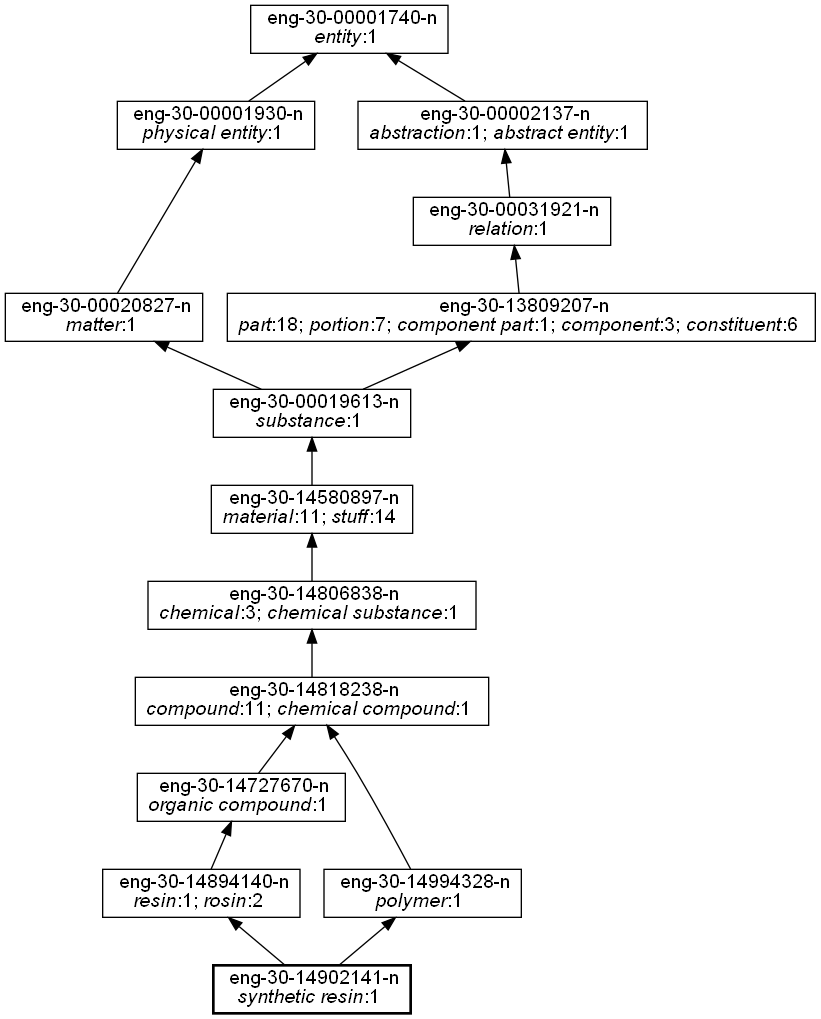 eng-30-00001740-n
entity:1
eng-30-00001930-n
physical entity:1
eng-30-00002137-n
abstraction:1; abstract entity:1
eng-30-00031921-n
relation:1
eng-30-00020827-n
matter:1
eng-30-13809207-n
part:18; portion:7; component part:1; component:3; constituent:6
eng-30-00019613-n
substance:1
eng-30-14580897-n
material:11; stuff:14
eng-30-14806838-n
chemical:3; chemical substance:1
eng-30-14818238-n
compound:11; chemical compound:1
eng-30-14727670-n
organic compound:1
eng-30-14894140-n
resin:1; rosin:2
eng-30-14994328-n
polymer:1
eng-30-14902141-n
synthetic resin:1